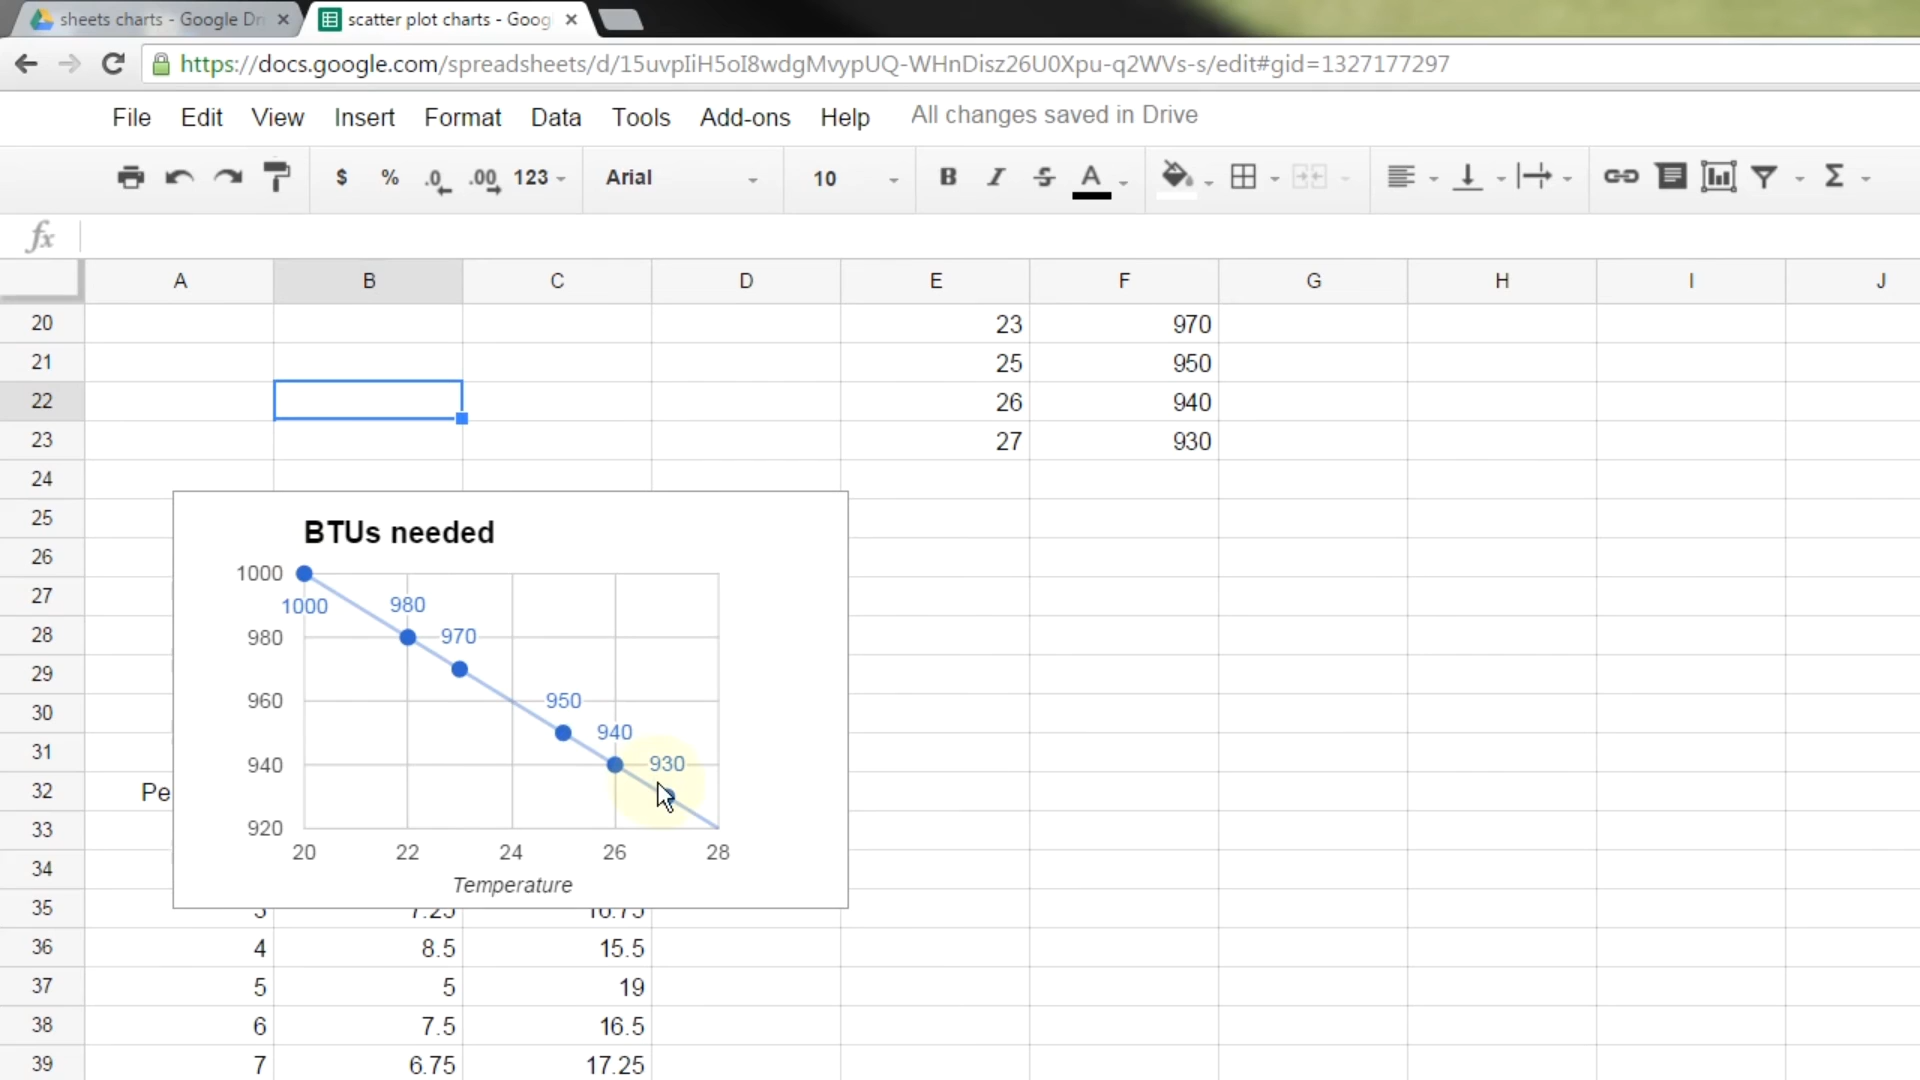 sheets charts - Google Dr
scatter plot charts - Goog
https://docs.google.com/spreadsheets/d/15uvpIiH5oI8wdgMvypUQ-WHnDisz26U0Xpu-q2WVs-s/edit#gid=1327177297
File Edit View Insert Format Data Tools Add-ons Help All changes saved in Drive
$ % .0 .00 123 Arial 10 B I S A Σ
fx
A B C D E F G H I J
20 23 970
21 25 950
22 26 940
23 27 930
24
25
26
27
28
29
30
31
32 Pe
33
34
BTUs needed
1000
980
960
940
920
1000
980
970
950
940
930
20 22 24 26 28
Temperature
35 3 7.25 16.75
36 4 8.5 15.5
37 5 5 19
38 6 7.5 16.5
39 7 6.75 17.25